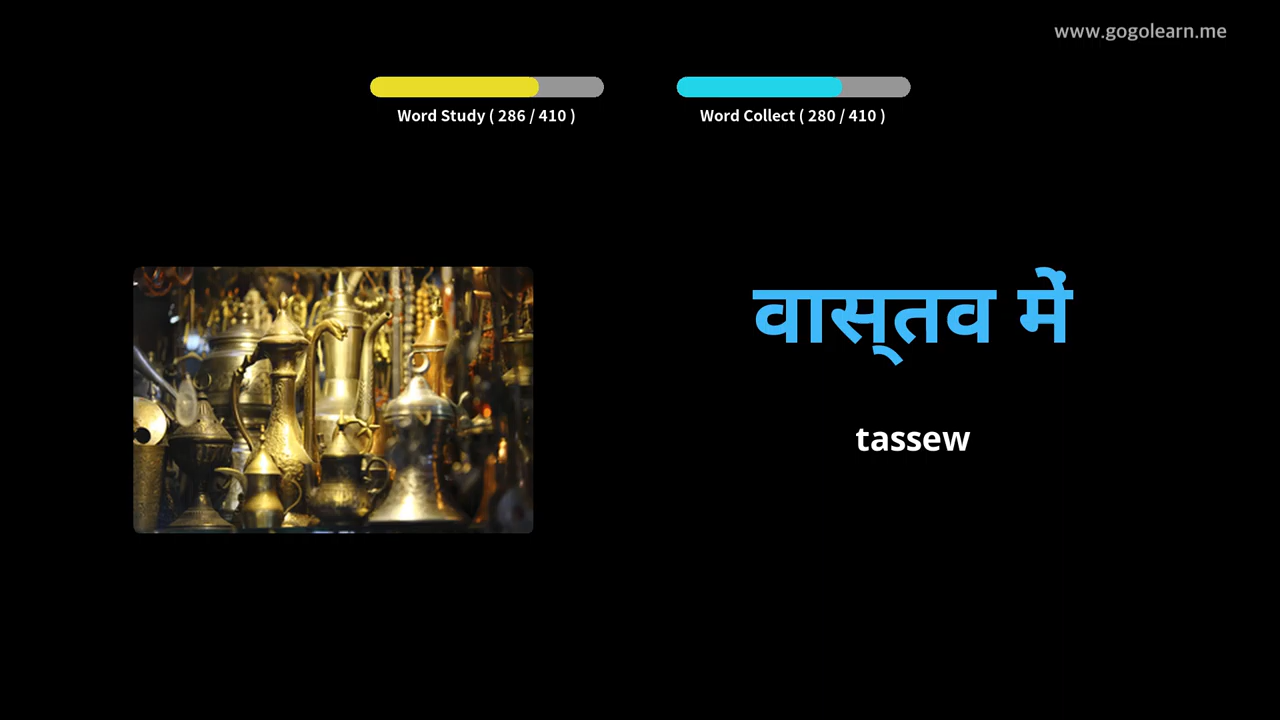 www.gogolearn.me
Word Study ( 286 / 410 )
Word Collect ( 280 / 410 )
वास्‌तव में
tassew